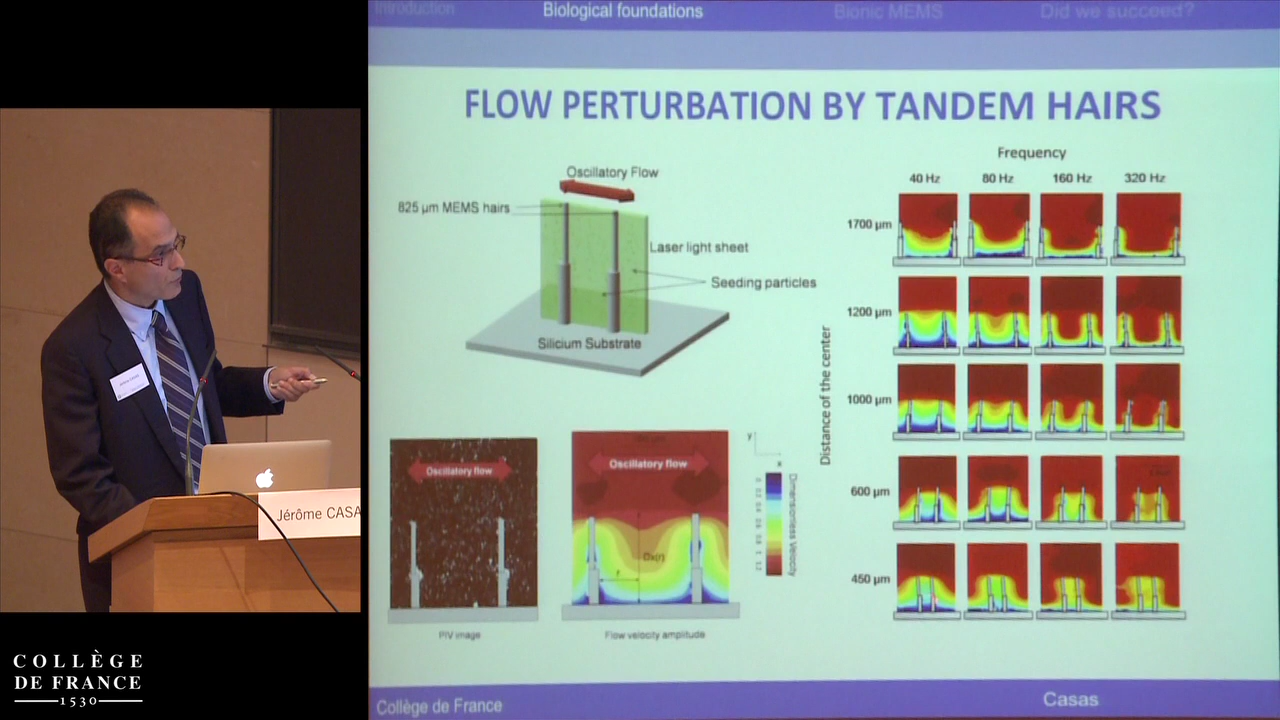 Introduction
Biological foundations
Bionic MEMS
Did we succeed?
FLOW PERTURBATION BY TANDEM HAIRS
Oscillatory Flow
825 µm MEMS hairs
Laser light sheet
Seeding particles
Silicium Substrate
Frequency
40 Hz
80 Hz
160 Hz
320 Hz
Distance of the center
1700 µm
1200 µm
1000 µm
600 µm
450 µm
Oscillatory flow
PIV image
Oscillatory flow
Dx(r)
r
Flow velocity amplitude
y
x
Dimensionless Velocity
Jérôme CASA
COLLÈGE
DE FRANCE
1530
Collège de France
Casas